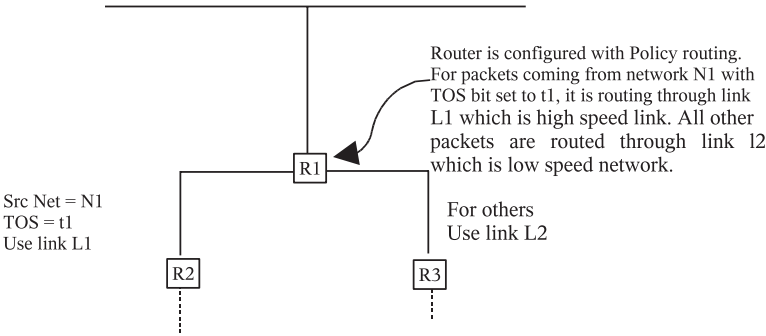 Router is configured with Policy routing.
For packets coming from network N1 with
TOS bit set to t1, it is routing through link
L1 which is high speed link. All other
packets are routed through link l2
which is low speed network.
R1
Src Net = N1
TOS = t1
Use link L1
For others
Use link L2
R2
R3